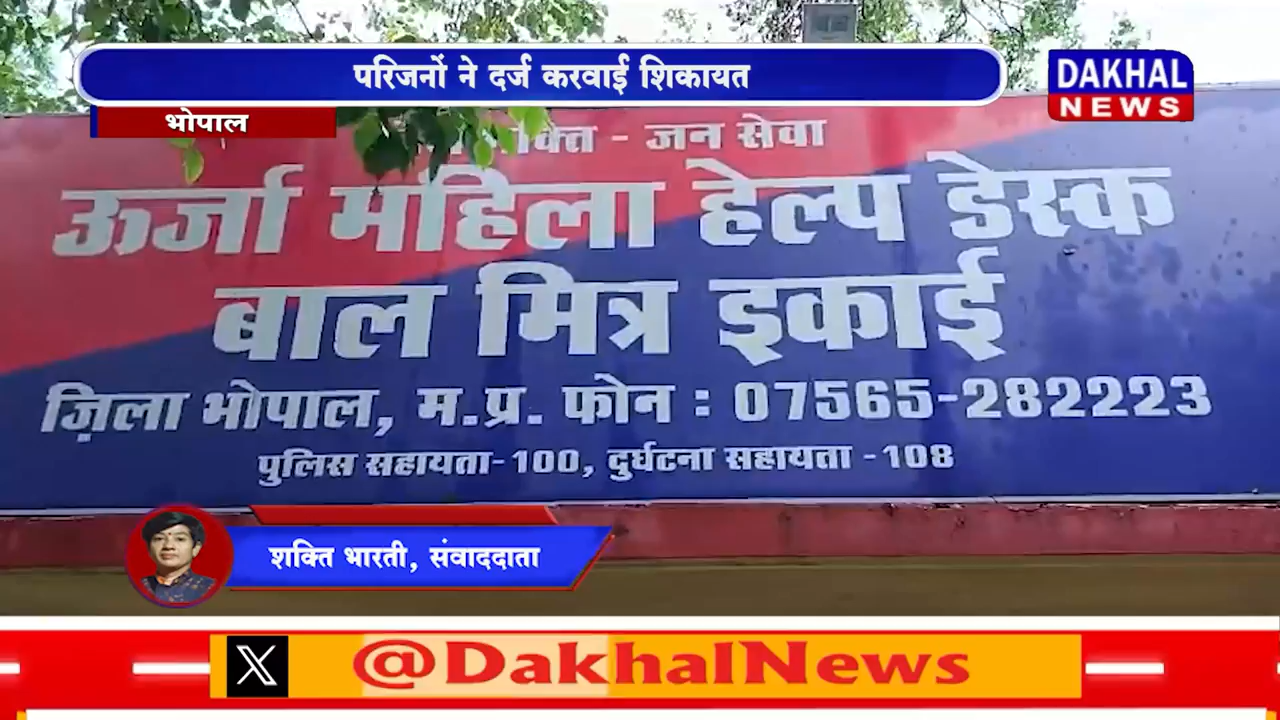 परिजनों ने दर्ज करवाई शिकायत
DAKHAL
NEWS
भोपाल
- जन सेवा
ऊर्जा महिला हेल्प डेस्क
बाल मित्र इकाई
ज़िला भोपाल, म.प्र. फोन : 07565-282223
पुलिस सहायता-100, दुर्घटना सहायता -108
शक्ति भारती, संवाददाता
X @DakhalNews